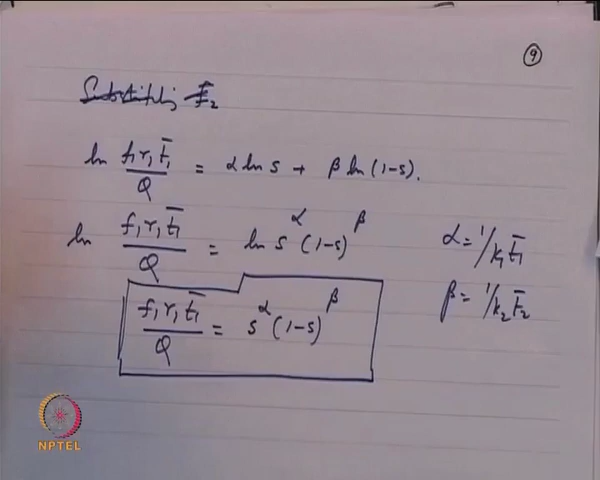 9
Substituting t̄₂
ln f₁r₁t̄₁/Q = α ln s + β ln (1-s).
ln f₁r₁t̄₁/Q = ln s^α (1-s)^β
α = 1/k₁t̄₁
β = 1/k₂t̄₂
f₁r₁t̄₁/Q = s^α (1-s)^β
NPTEL